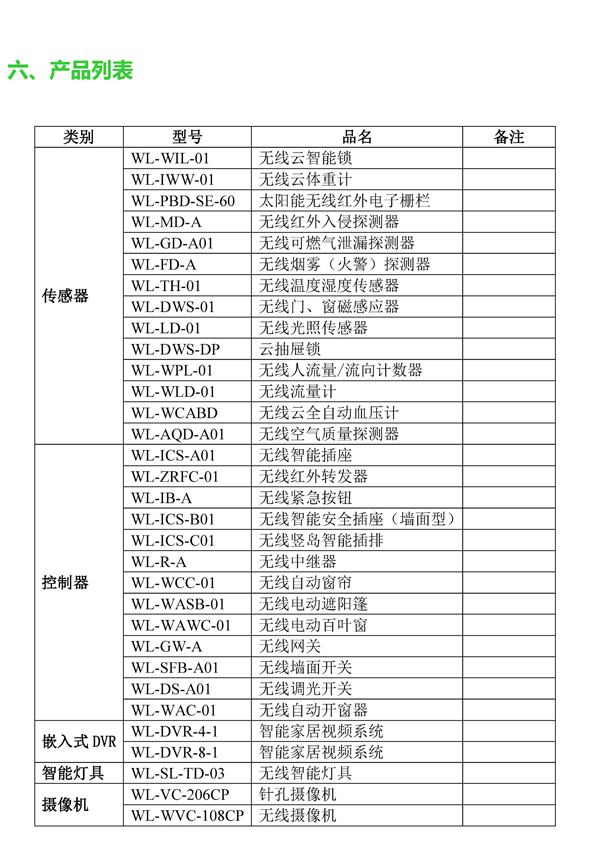 六、产品列表
类别 型号 品名 备注
传感器 WL-WIL-01 无线云智能锁
WL-IWW-01 无线云体重计
WL-PBD-SE-60 太阳能无线红外电子栅栏
WL-MD-A 无线红外入侵探测器
WL-GD-A01 无线可燃气泄漏探测器
WL-FD-A 无线烟雾（火警）探测器
WL-TH-01 无线温度湿度传感器
WL-DWS-01 无线门、窗磁感应器
WL-LD-01 无线光照传感器
WL-DWS-DP 云抽屉锁
WL-WPL-01 无线人流量/流向计数器
WL-WLD-01 无线流量计
WL-WCABD 无线云全自动血压计
WL-AQD-A01 无线空气质量探测器
控制器 WL-ICS-A01 无线智能插座
WL-ZRFC-01 无线红外转发器
WL-IB-A 无线紧急按钮
WL-ICS-B01 无线智能安全插座（墙面型）
WL-ICS-C01 无线竖岛智能插排
WL-R-A 无线中继器
WL-WCC-01 无线自动窗帘
WL-WASB-01 无线电动遮阳篷
WL-WAWC-01 无线电动百叶窗
WL-GW-A 无线网关
WL-SFB-A01 无线墙面开关
WL-DS-A01 无线调光开关
WL-WAC-01 无线自动开窗器
嵌入式 DVR WL-DVR-4-1 智能家居视频系统
WL-DVR-8-1 智能家居视频系统
智能灯具 WL-SL-TD-03 无线智能灯具
摄像机 WL-VC-206CP 针孔摄像机
WL-WVC-108CP 无线摄像机